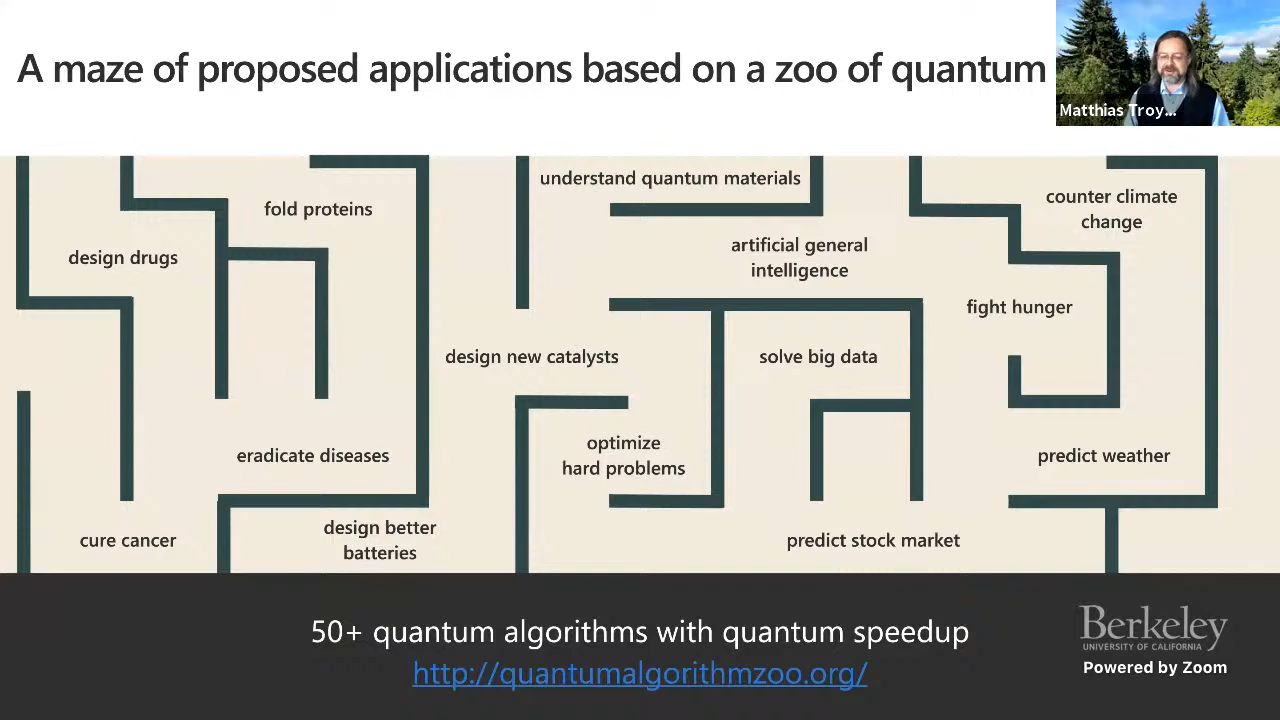 A maze of proposed applications based on a zoo of quantum
Matthias Troy...
understand quantum materials
counter climate
change
fold proteins
artificial general
intelligence
design drugs
fight hunger
design new catalysts
solve big data
optimize
hard problems
eradicate diseases
predict weather
design better
batteries
cure cancer
predict stock market
50+ quantum algorithms with quantum speedup
http://quantumalgorithmzoo.org/
Berkeley
UNIVERSITY OF CALIFORNIA
Powered by Zoom